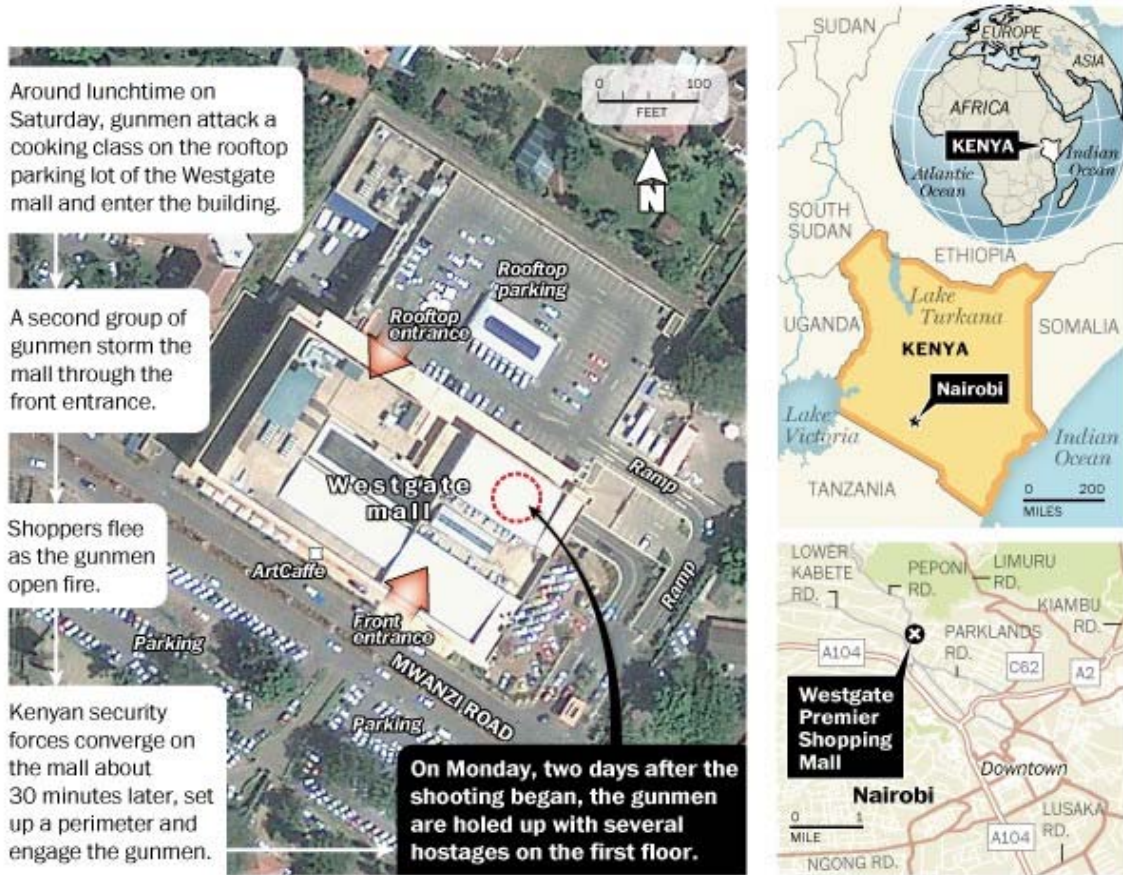 Around lunchtime on
Saturday, gunmen attack a
cooking class on the rooftop
parking lot of the Westgate
mall and enter the building.
A second group of
gunmen storm the
mall through the
front entrance.
Shoppers flee
as the gunmen
open fire.
Kenyan security
forces converge on
the mall about
30 minutes later, set
up a perimeter and
engage the gunmen.
0 100
FEET
N
Rooftop
parking
Rooftop
entrance
Westgate
mall
Ramp
Ramp
ArtCaffe
Front
entrance
Parking
MWANZI ROAD
Parking
On Monday, two days after the
shooting began, the gunmen
are holed up with several
hostages on the first floor.
SUDAN
EUROPE
ASIA
AFRICA
KENYA
Indian
Ocean
Atlantic
Ocean
SOUTH
SUDAN
ETHIOPIA
Lake
Turkana
UGANDA
SOMALIA
KENYA
Nairobi
Lake
Victoria
Indian
Ocean
TANZANIA
0 200
MILES
LOWER
KABETE
RD.
PEPONI
RD.
LIMURU
RD.
KIAMBU
RD.
PARKLANDS
RD.
A104
C62
A2
Westgate
Premier
Shopping
Mall
Downtown
Nairobi
LUSAKA
RD.
0 1
MILE
A104
NGONG RD.